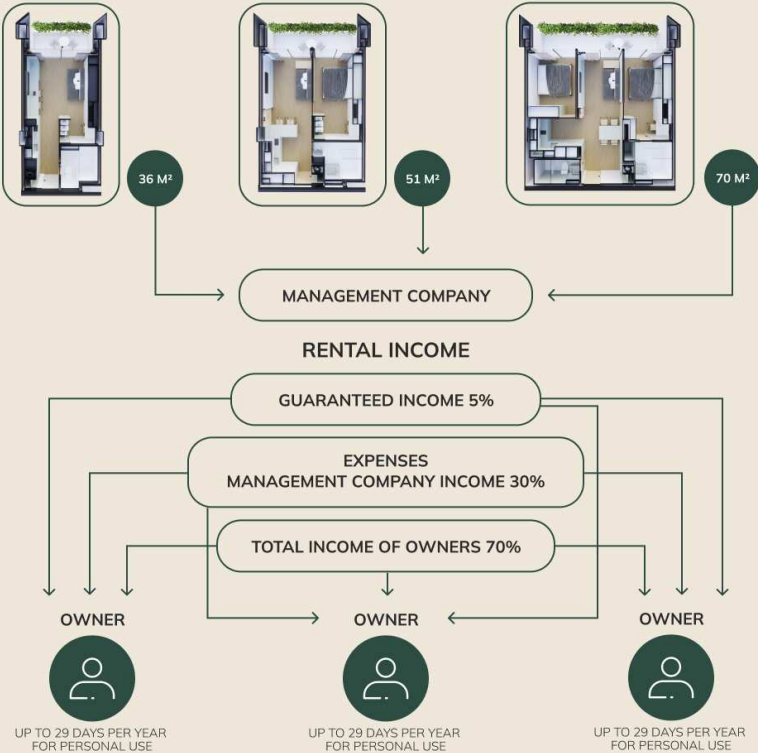 36 M²
51 M²
70 M²
MANAGEMENT COMPANY
RENTAL INCOME
GUARANTEED INCOME 5%
EXPENSES
MANAGEMENT COMPANY INCOME 30%
TOTAL INCOME OF OWNERS 70%
OWNER
OWNER
OWNER
UP TO 29 DAYS PER YEAR
FOR PERSONAL USE
UP TO 29 DAYS PER YEAR
FOR PERSONAL USE
UP TO 29 DAYS PER YEAR
FOR PERSONAL USE